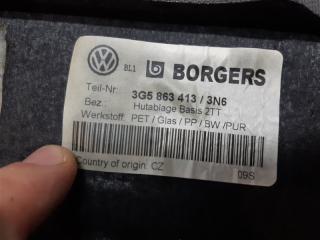 BL1 BORGERS
Teil-Nr: 3G5 863 413 / 3N6
Bez.: Hutablage Basis 2TT
Werkstoff: PET / Glas / PP / BW /PUR
Country of origin: CZ
09S